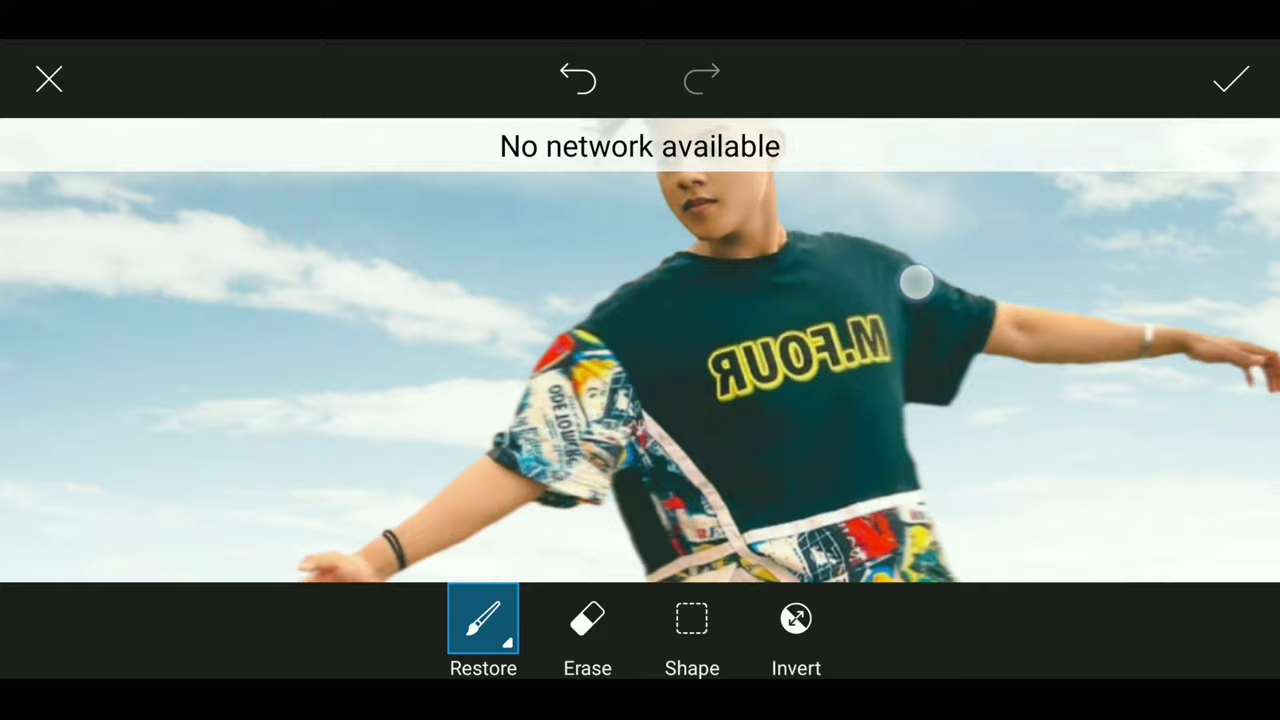 No network available
M.FOUR
Restore
Erase
Shape
Invert